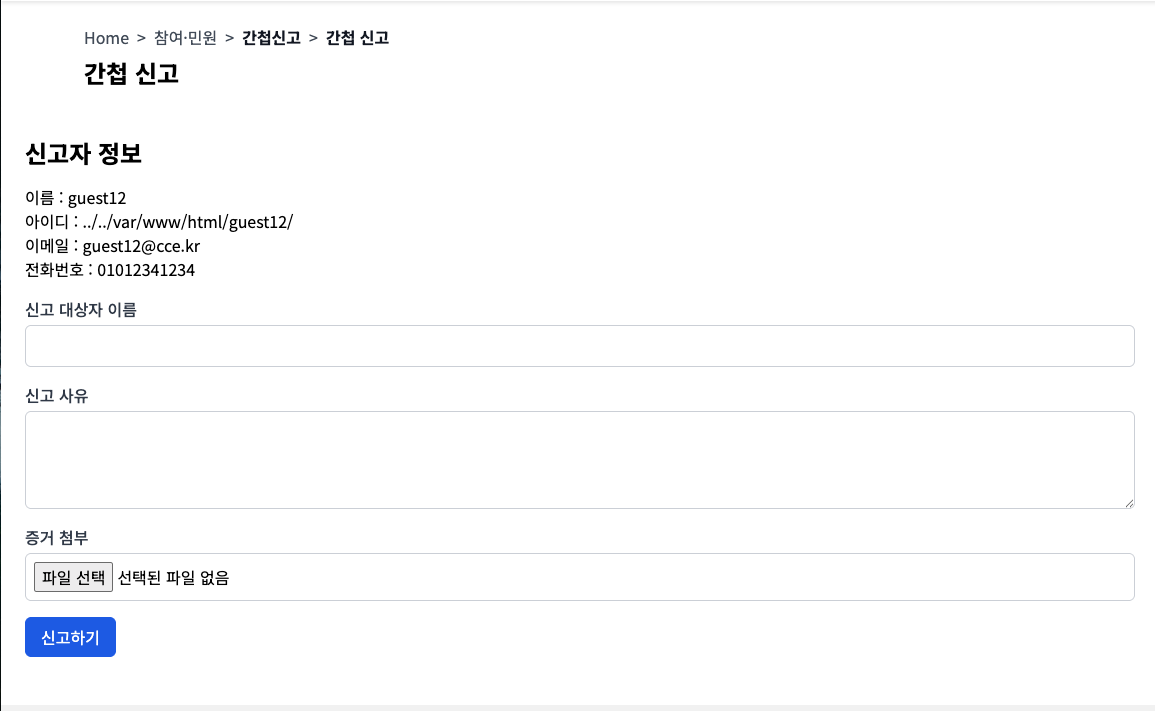 Home > 참여·민원 > 간첩신고 > 간첩 신고
간첩 신고
신고자 정보
이름 : guest12
아이디 : ../../var/www/html/guest12/
이메일 : guest12@cce.kr
전화번호 : 01012341234
신고 대상자 이름
신고 사유
증거 첨부
파일 선택 선택된 파일 없음
신고하기